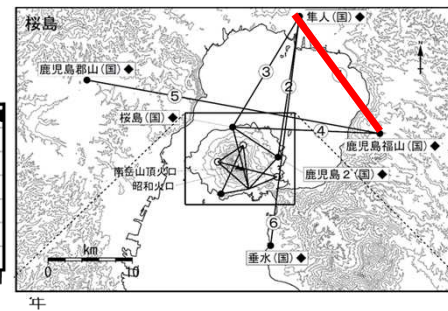 桜島
隼人(国)◆
鹿児島郡山(国)◆
③
②
⑤
桜島(国)◆
④
鹿児島福山(国)◆
南岳山頂火口
昭和火口
鹿児島2(国)◆
⑥
km
垂水(国)◆
0
10